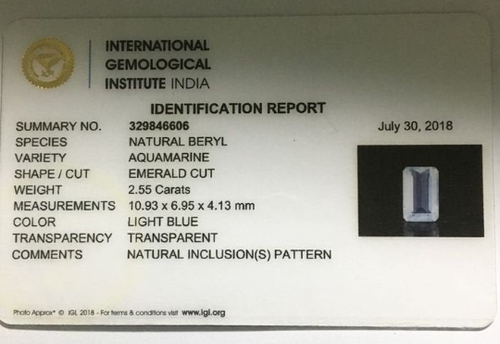 INTERNATIONAL
GEMOLOGICAL
INSTITUTE INDIA
IDENTIFICATION REPORT
SUMMARY NO. 329846606 July 30, 2018
SPECIES NATURAL BERYL
VARIETY AQUAMARINE
SHAPE / CUT EMERALD CUT
WEIGHT 2.55 Carats
MEASUREMENTS 10.93 x 6.95 x 4.13 mm
COLOR LIGHT BLUE
TRANSPARENCY TRANSPARENT
COMMENTS NATURAL INCLUSION(S) PATTERN
Photo Approx* © IGI, 2018 - For terms & conditions visit www.igi.org